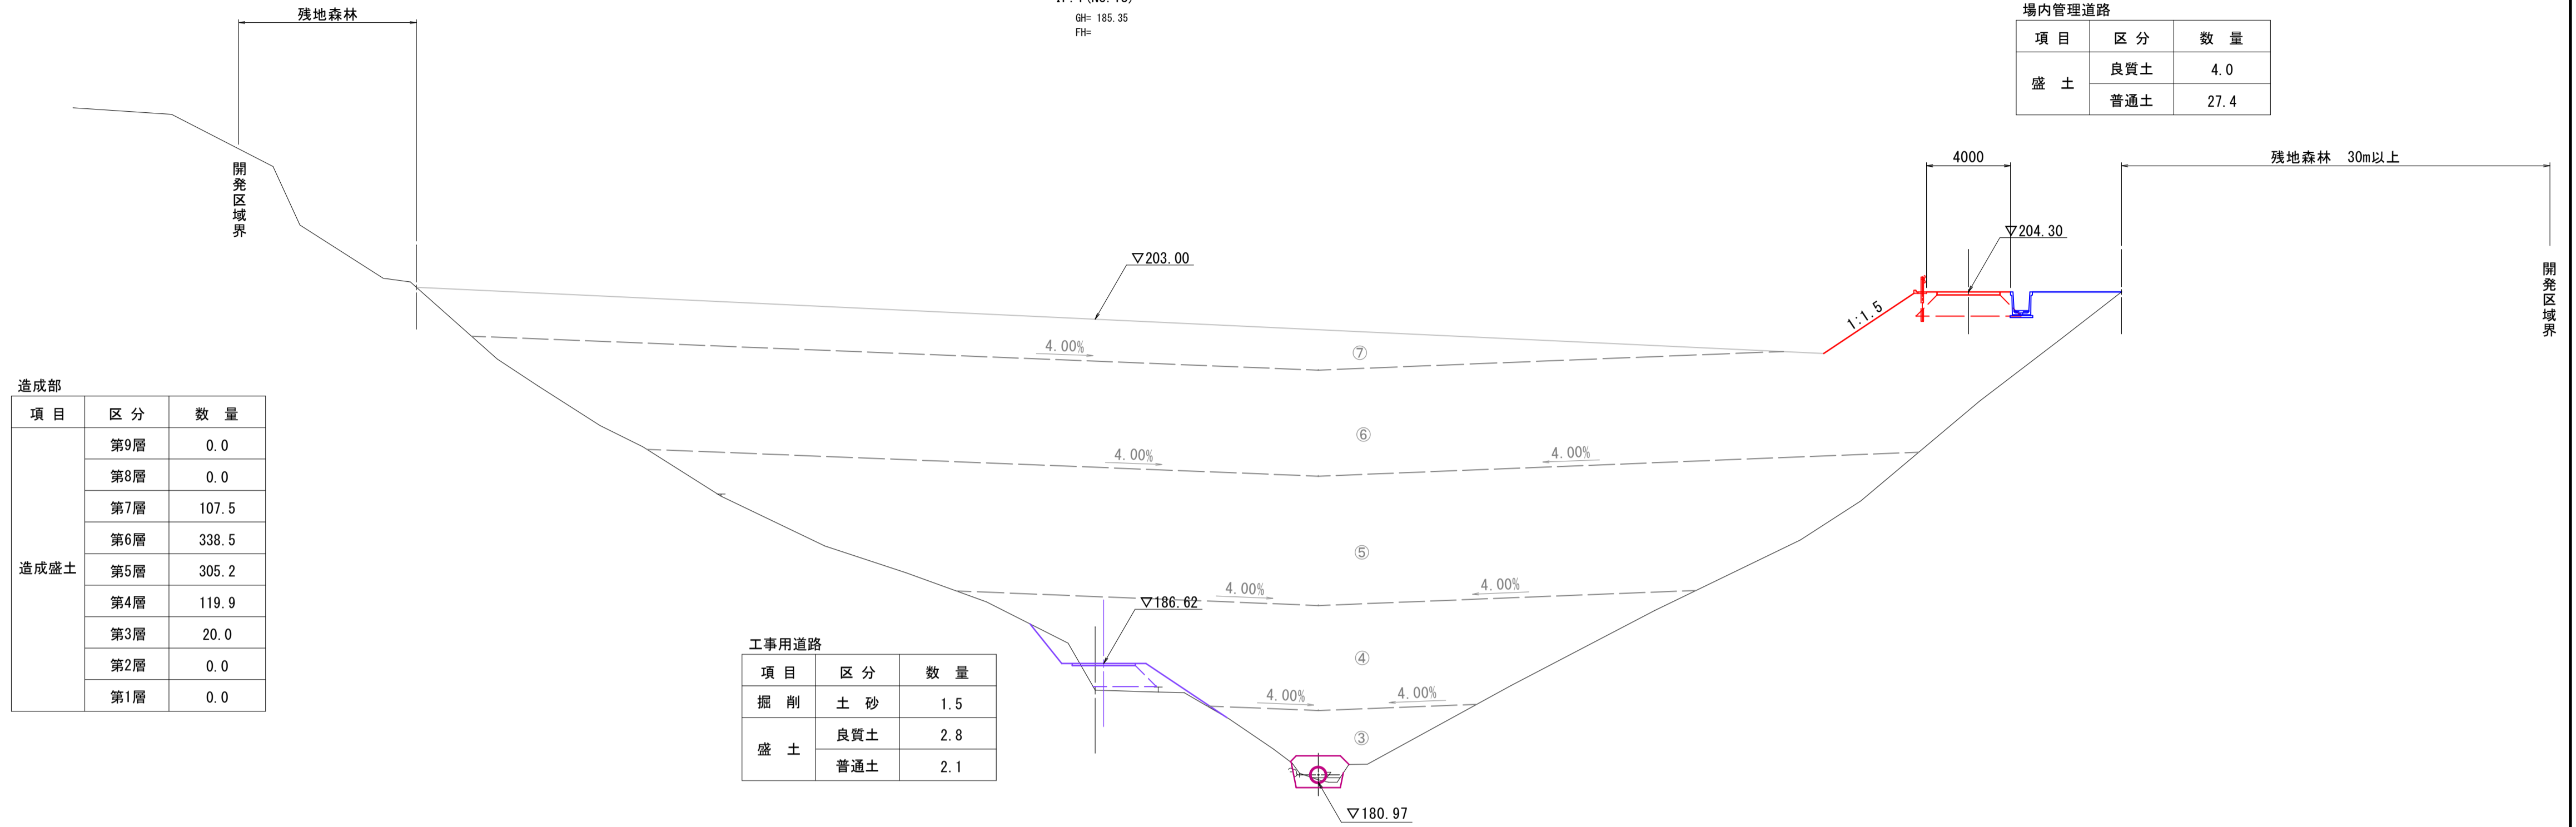 残地森林
GH= 185.35
FH=
場内管理道路
項 目 区 分 数 量
盛 土 良質土 4.0
普通土 27.4
開発区域界
4000
残地森林 30m以上
▽204.30
開発区域界
▽203.00
1:1.5
4.00%
⑦
⑥
4.00%
4.00%
⑤
4.00%
4.00%
▽186.62
④
4.00%
4.00%
③
▽180.97
造成部
項 目 区 分 数 量
造成盛土
第9層 0.0
第8層 0.0
第7層 107.5
第6層 338.5
第5層 305.2
第4層 119.9
第3層 20.0
第2層 0.0
第1層 0.0
工事用道路
項 目 区 分 数 量
掘 削 土 砂 1.5
盛 土 良質土 2.8
普通土 2.1